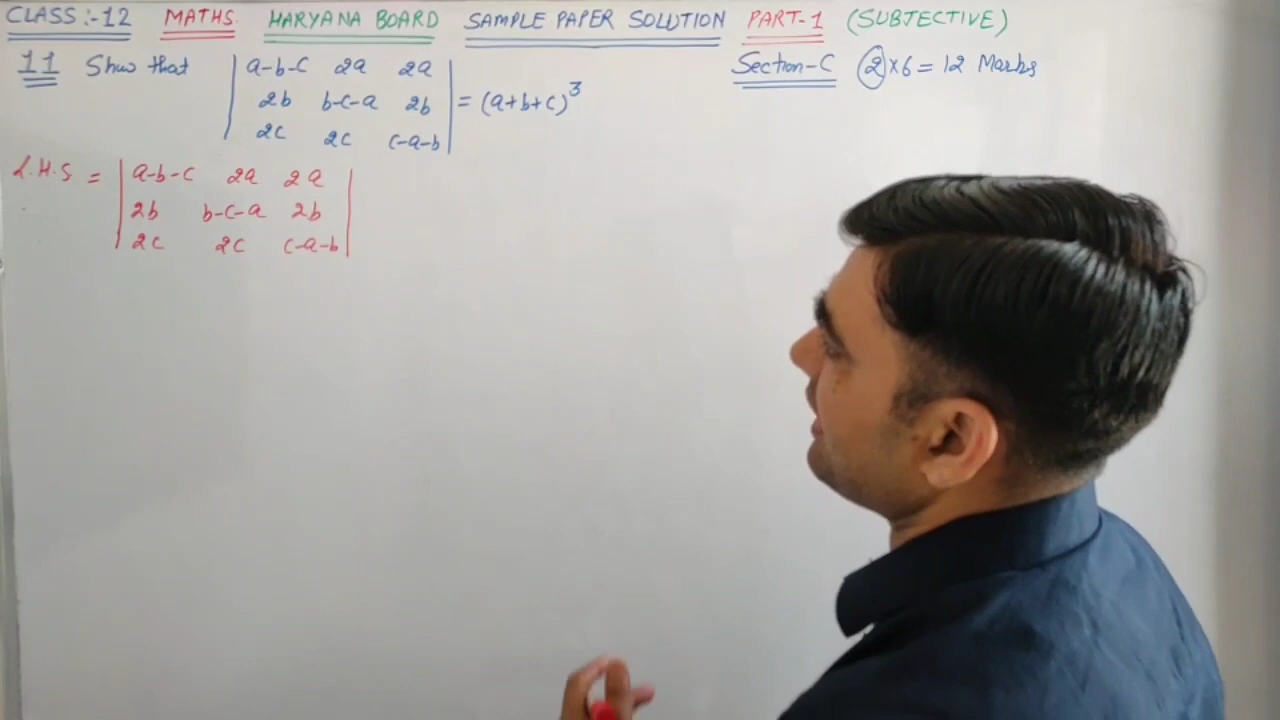 CLASS:-12 MATHS. HARYANA BOARD SAMPLE PAPER SOLUTION PART-1 (SUBJECTIVE)
11 Show that | a-b-c 2a 2a | Section-C (2)×6=12 Marks
| 2b b-c-a 2b | = (a+b+c)³
| 2c 2c c-a-b |
L.H.S = | a-b-c 2a 2a |
| 2b b-c-a 2b |
| 2c 2c c-a-b |